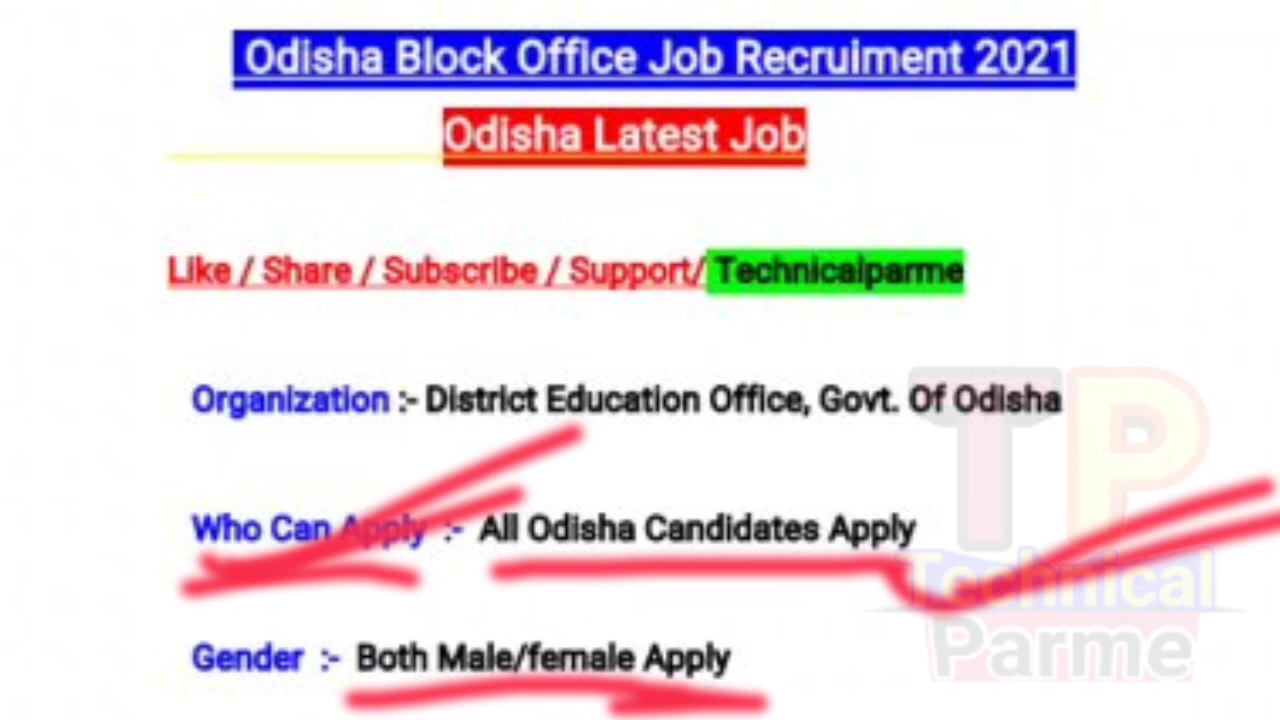 Odisha Block Office Job Recruiment 2021
Odisha Latest Job
Like / Share / Subscribe / Support/ Technicalparme
Organization :- District Education Office, Govt. Of Odisha
Who Can Apply :- All Odisha Candidates Apply
Gender :- Both Male/female Apply
TP
Technical
Parme